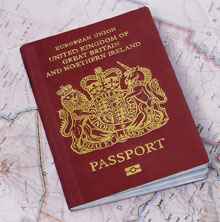 EUROPEAN UNION
UNITED KINGDOM OF
GREAT BRITAIN
AND NORTHERN IRELAND
PASSPORT